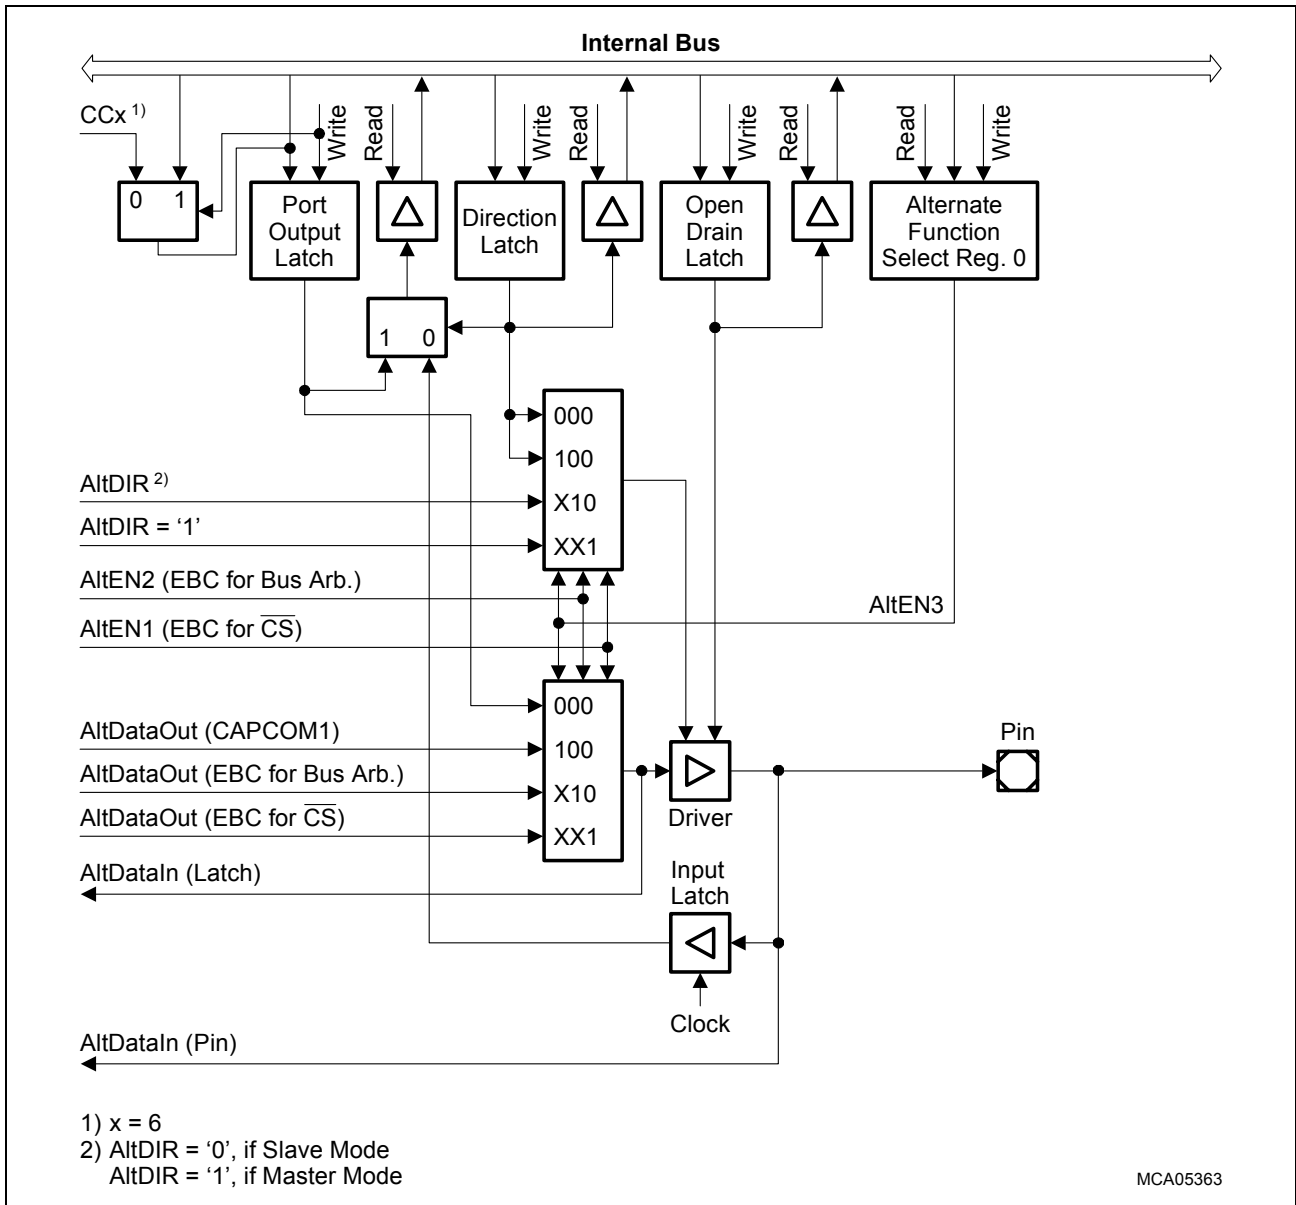 Internal Bus
CCx 1)
Write
Read
Write
Read
Write
Read
Read
Write
0 1
Port
Output
Latch
Direction
Latch
Open
Drain
Latch
Alternate
Function
Select Reg. 0
1 0
000
100
X10
XX1
AltDIR 2)
AltDIR = ‘1’
AltEN2 (EBC for Bus Arb.)
AltEN1 (EBC for CS)
AltEN3
000
100
X10
XX1
AltDataOut (CAPCOM1)
AltDataOut (EBC for Bus Arb.)
AltDataOut (EBC for CS)
AltDataIn (Latch)
Driver
Pin
Input
Latch
Clock
AltDataIn (Pin)
1) x = 6
2) AltDIR = ‘0’, if Slave Mode
AltDIR = ‘1’, if Master Mode
MCA05363